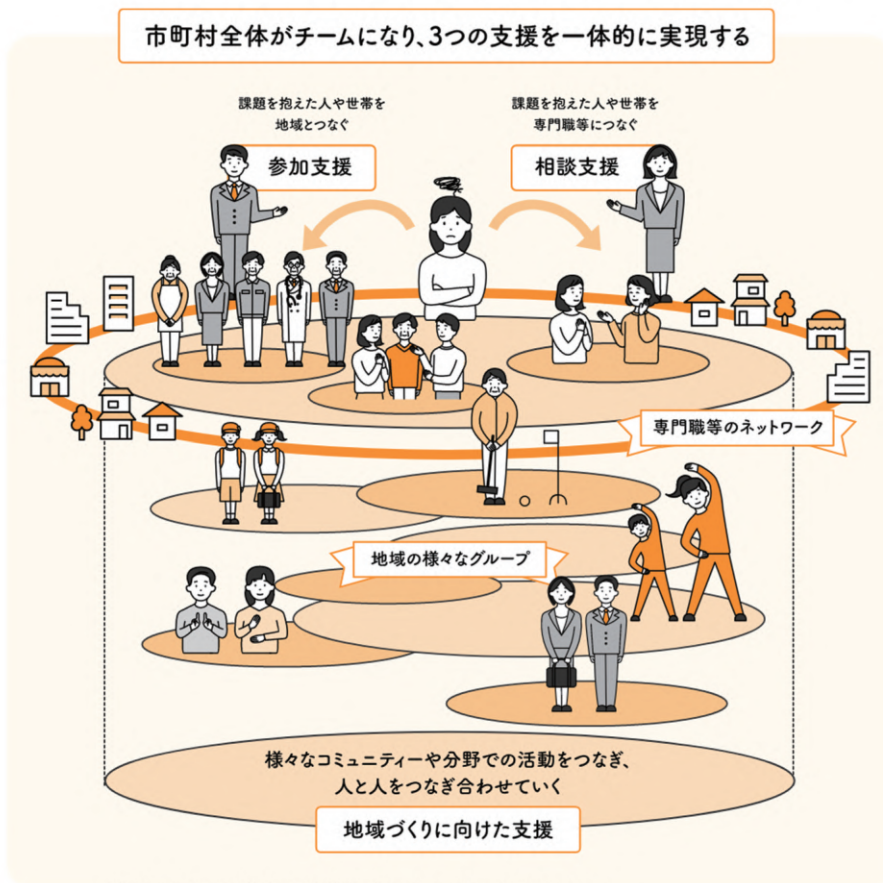 市町村全体がチームになり、3つの支援を一体的に実現する
課題を抱えた人や世帯を
地域とつなぐ
参加支援
課題を抱えた人や世帯を
専門職等につなぐ
相談支援
専門職等のネットワーク
地域の様々なグループ
様々なコミュニティーや分野での活動をつなぎ、
人と人をつなぎ合わせていく
地域づくりに向けた支援